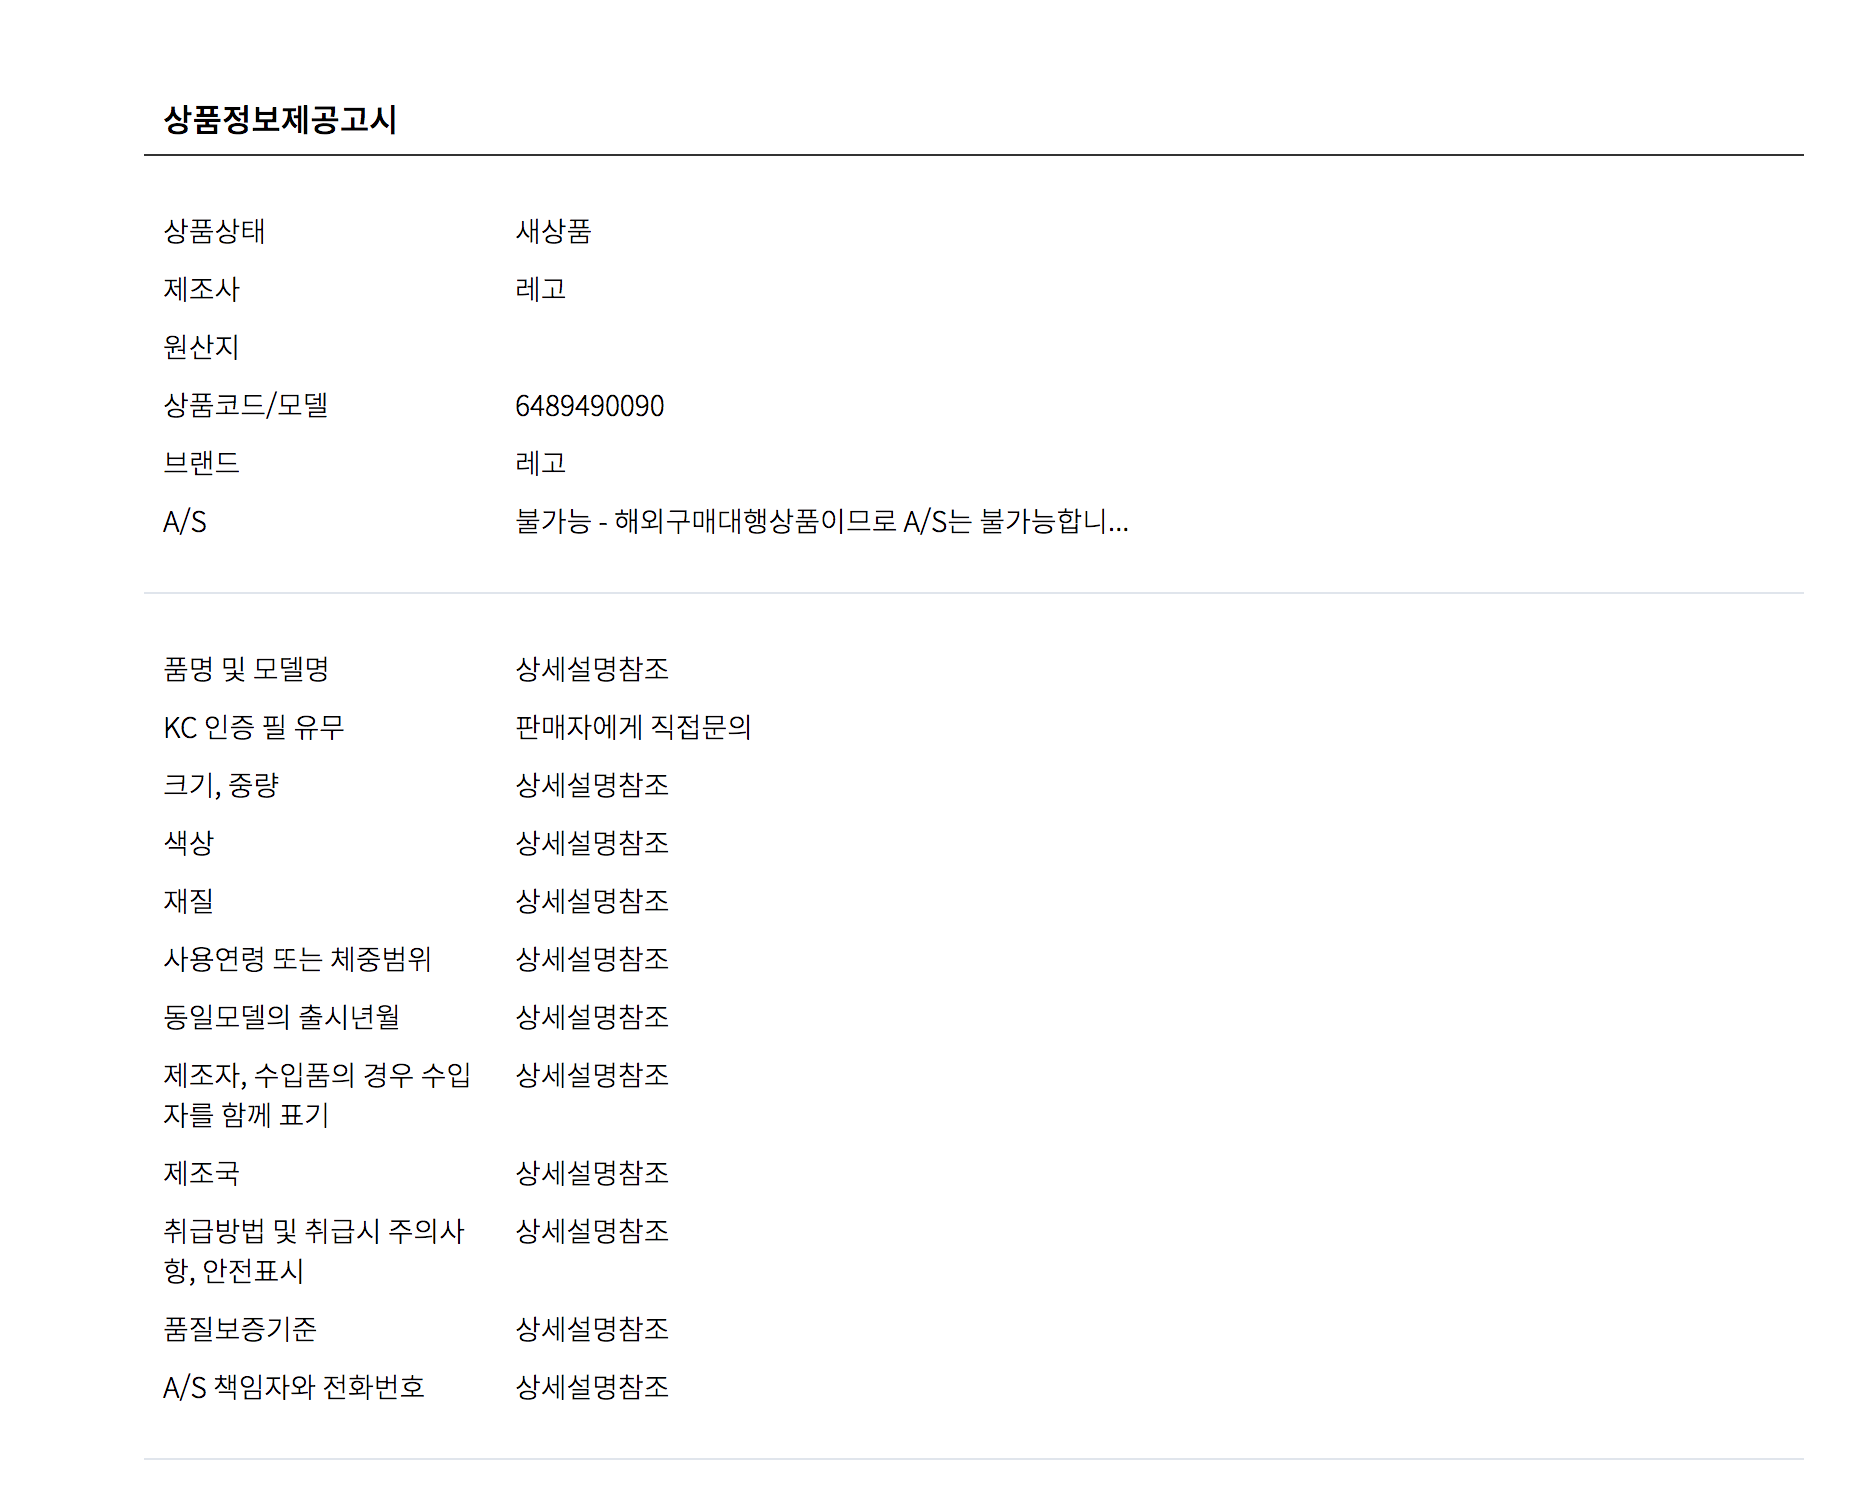 상품정보제공고시
상품상태 새상품
제조사 레고
원산지
상품코드/모델 6489490090
브랜드 레고
A/S 불가능 - 해외구매대행상품이므로 A/S는 불가능합니...
품명 및 모델명 상세설명참조
KC 인증 필 유무 판매자에게 직접문의
크기, 중량 상세설명참조
색상 상세설명참조
재질 상세설명참조
사용연령 또는 체중범위 상세설명참조
동일모델의 출시년월 상세설명참조
제조자, 수입품의 경우 수입 상세설명참조
자를 함께 표기
제조국 상세설명참조
취급방법 및 취급시 주의사 상세설명참조
항, 안전표시
품질보증기준 상세설명참조
A/S 책임자와 전화번호 상세설명참조